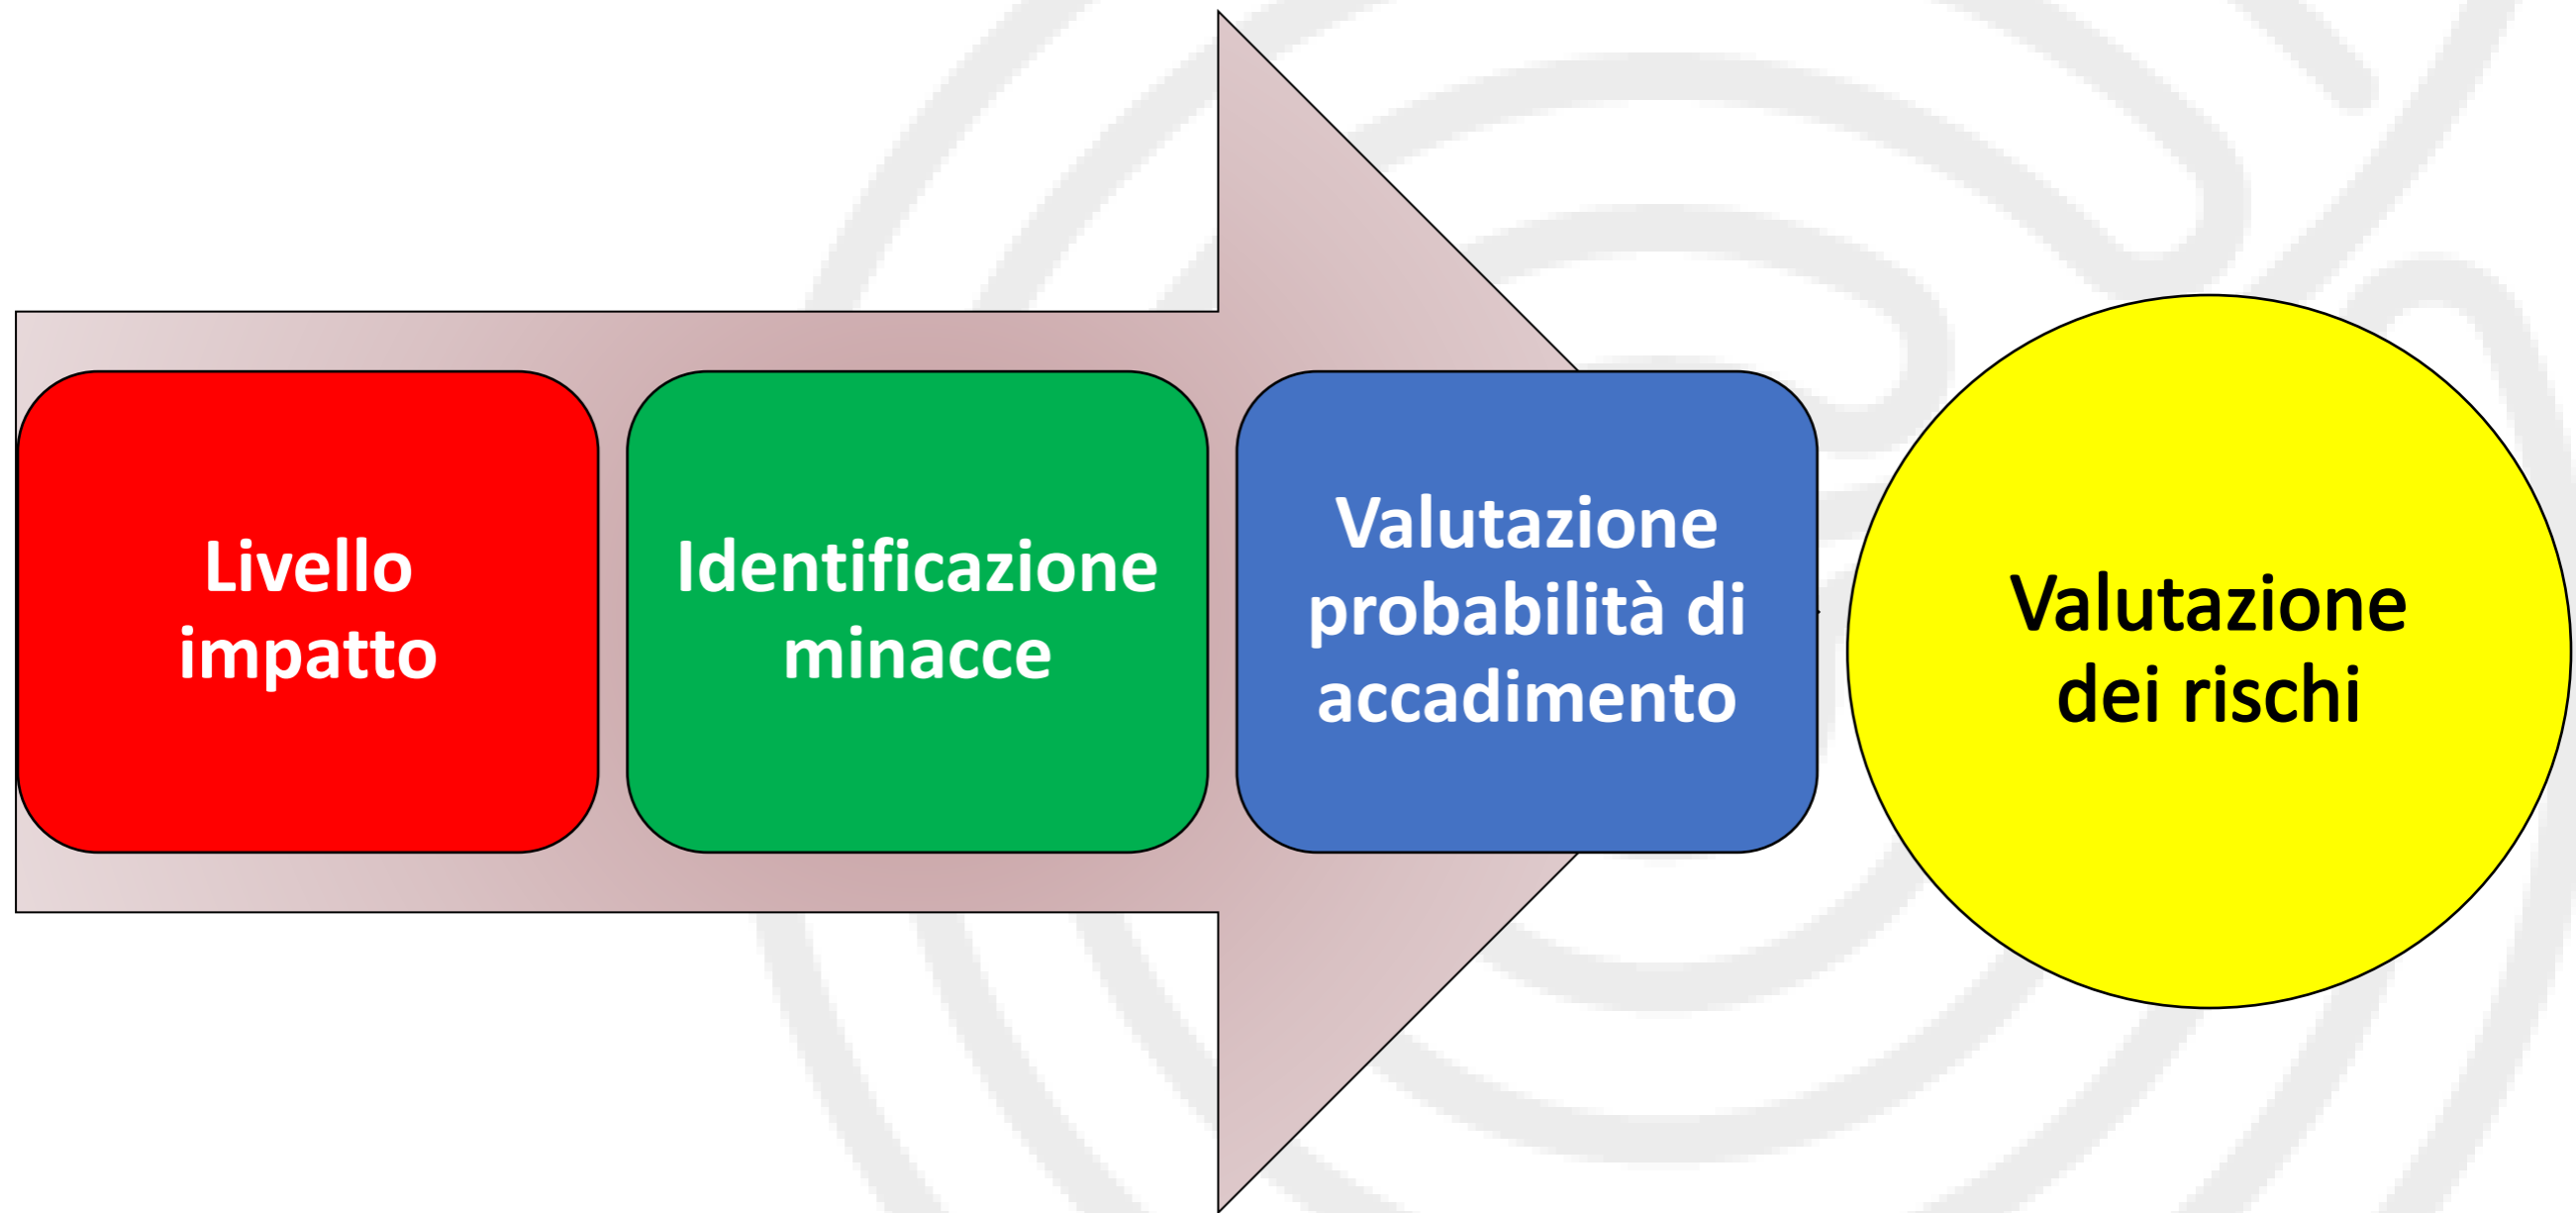 Livello
impatto
Identificazione
minacce
Valutazione
probabilità di
accadimento
Valutazione
dei rischi